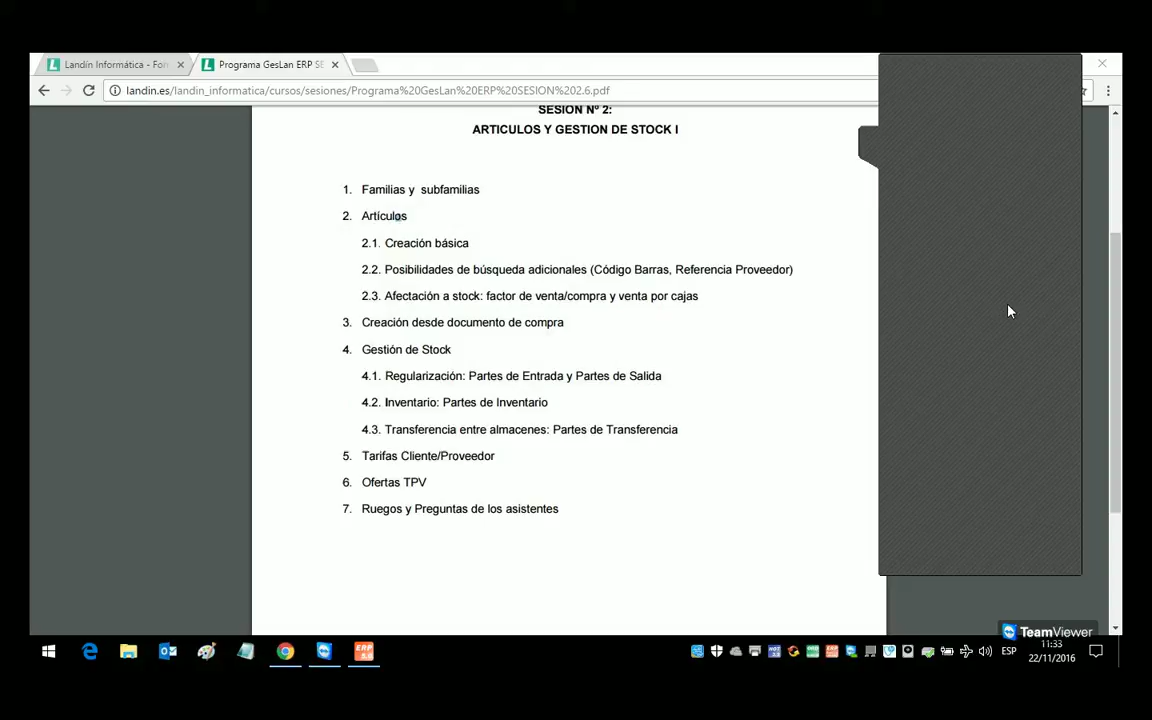 Landín Informática - For
Programa GesLan ERP SE
landin.es/landin_informatica/cursos/sesiones/Programa%20GesLan%20ERP%20SESION%202.6.pdf
SESION Nº 2:
ARTICULOS Y GESTION DE STOCK I
1. Familias y subfamilias
2. Artículos
2.1. Creación básica
2.2. Posibilidades de búsqueda adicionales (Código Barras, Referencia Proveedor)
2.3. Afectación a stock: factor de venta/compra y venta por cajas
3. Creación desde documento de compra
4. Gestión de Stock
4.1. Regularización: Partes de Entrada y Partes de Salida
4.2. Inventario: Partes de Inventario
4.3. Transferencia entre almacenes: Partes de Transferencia
5. Tarifas Cliente/Proveedor
6. Ofertas TPV
7. Ruegos y Preguntas de los asistentes
TeamViewer
ERP
ESP
11:33
22/11/2016